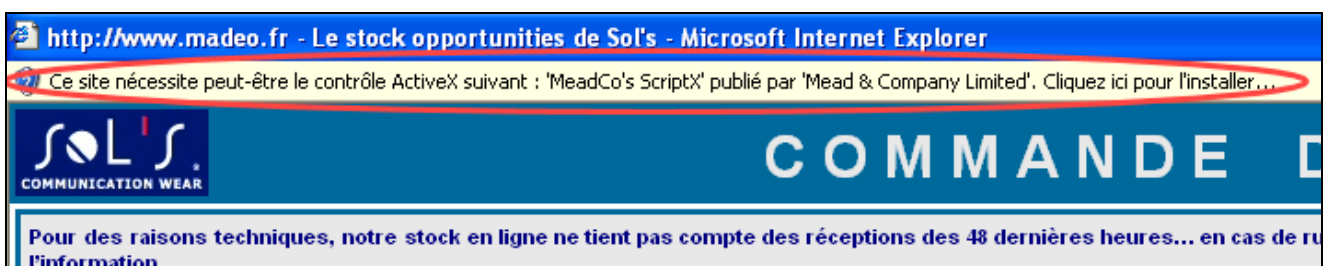 http://www.madeo.fr - Le stock opportunities de Sol's - Microsoft Internet Explorer
Ce site nécessite peut-être le contrôle ActiveX suivant : 'MeadCo's ScriptX' publié par 'Mead & Company Limited'. Cliquez ici pour l'installer...
SOL'S
COMMUNICATION WEAR
COMMANDE
Pour des raisons techniques, notre stock en ligne ne tient pas compte des réceptions des 48 dernières heures... en cas de
l'information